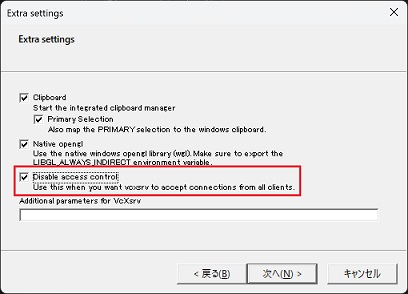 Extra settings
Extra settings
Clipboard
Start the integrated clipboard manager
Primary Selection
Also map the PRIMARY selection to the windows clipboard.
Native opengl
Use the native windows opengl library (wgl). Make sure to export the
LIBGL_ALWAYS_INDIRECT environment variable.
Disable access control
Use this when you want vcxsrv to accept connections from all clients.
Additional parameters for VcXsrv
< 戻る(B)
次へ(N) >
キャンセル